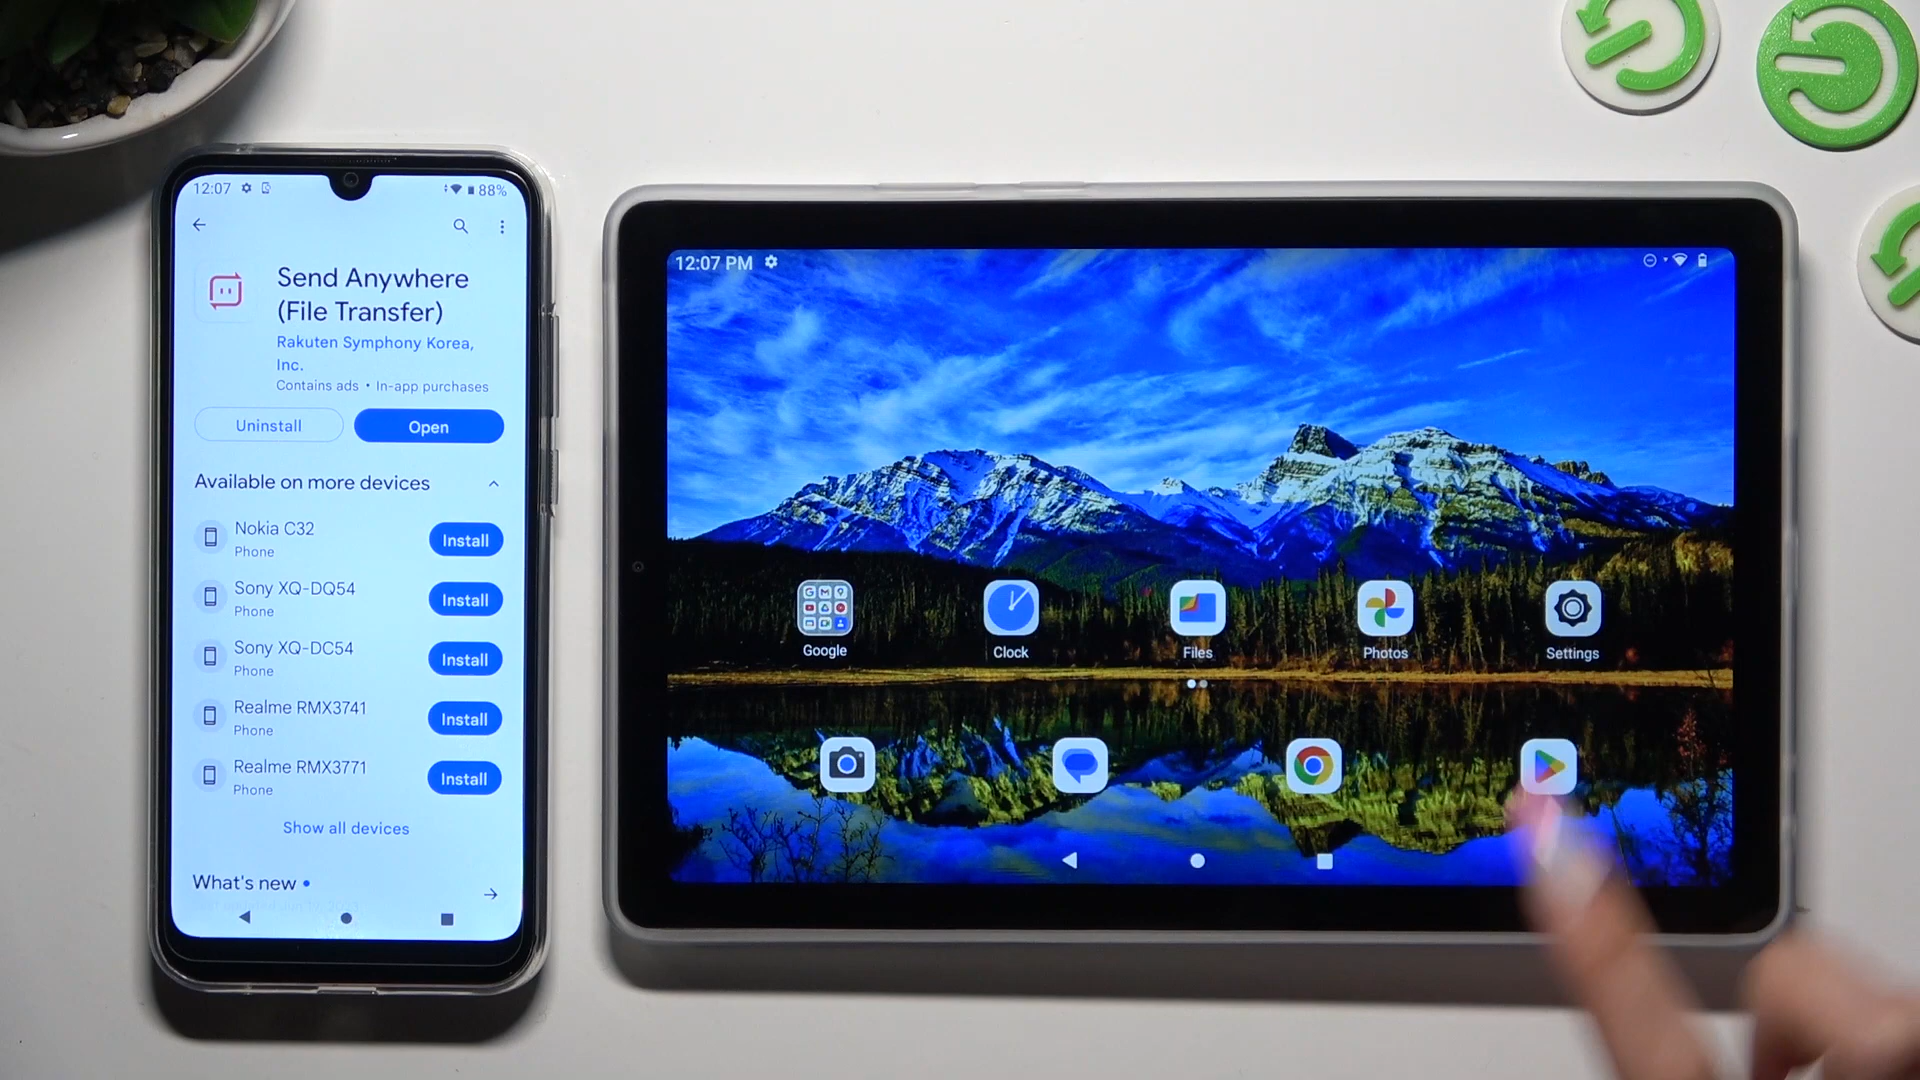 12:07
88%
Send Anywhere
(File Transfer)
Rakuten Symphony Korea,
Inc.
Contains ads • In-app purchases
Uninstall
Open
Available on more devices
Nokia C32
Phone
Install
Sony XQ-DQ54
Phone
Install
Sony XQ-DC54
Phone
Install
Realme RMX3741
Phone
Install
Realme RMX3771
Phone
Install
Show all devices
What's new •
12:07 PM
Google
Clock
Files
Photos
Settings